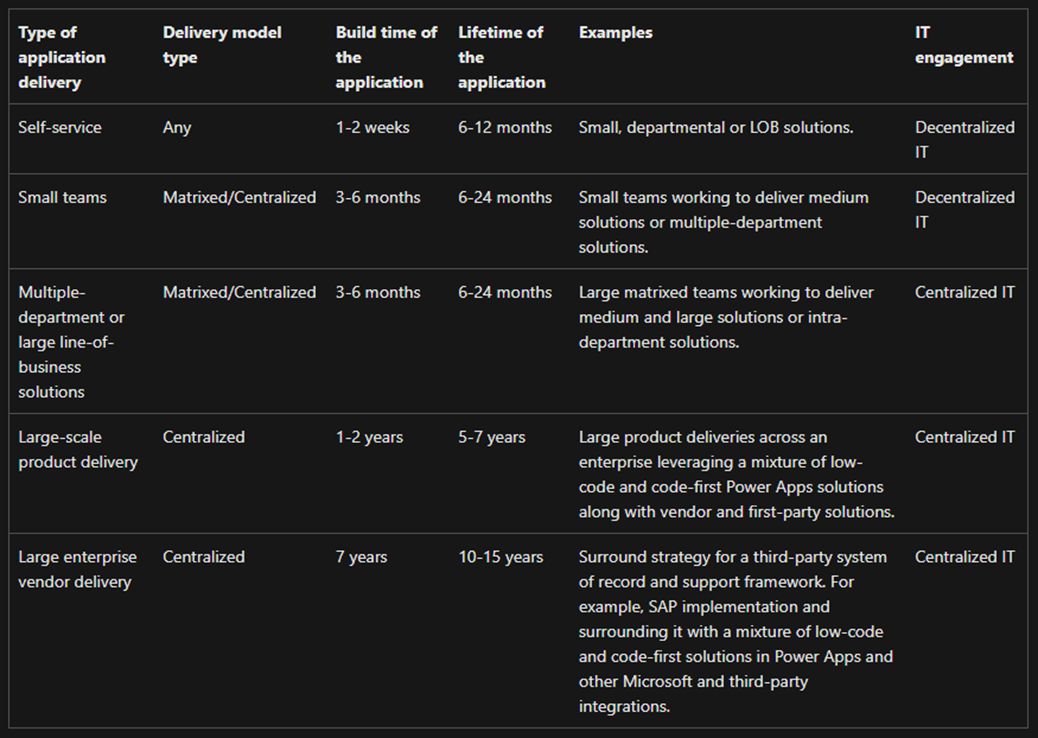 Type of
application
delivery
Delivery model
type
Build time of
the
application
Lifetime of
the
application
Examples
IT
engagement
Self-service
Any
1-2 weeks
6-12 months
Small, departmental or LOB solutions.
Decentralized
IT
Small teams
Matrixed/Centralized
3-6 months
6-24 months
Small teams working to deliver medium
solutions or multiple-department
solutions.
Decentralized
IT
Multiple-
department or
large line-of-
business
solutions
Matrixed/Centralized
3-6 months
6-24 months
Large matrixed teams working to deliver
medium and large solutions or intra-
department solutions.
Centralized IT
Large-scale
product delivery
Centralized
1-2 years
5-7 years
Large product deliveries across an
enterprise leveraging a mixture of low-
code and code-first Power Apps solutions
along with vendor and first-party solutions.
Centralized IT
Large enterprise
vendor delivery
Centralized
7 years
10-15 years
Surround strategy for a third-party system
of record and support framework. For
example, SAP implementation and
surrounding it with a mixture of low-code
and code-first solutions in Power Apps and
other Microsoft and third-party
integrations.
Centralized IT